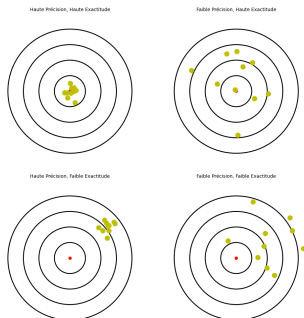 Haute Précision, Haute Exactitude
Faible Précision, Haute Exactitude
Haute Précision, Faible Exactitude
Faible Précision, Faible Exactitude